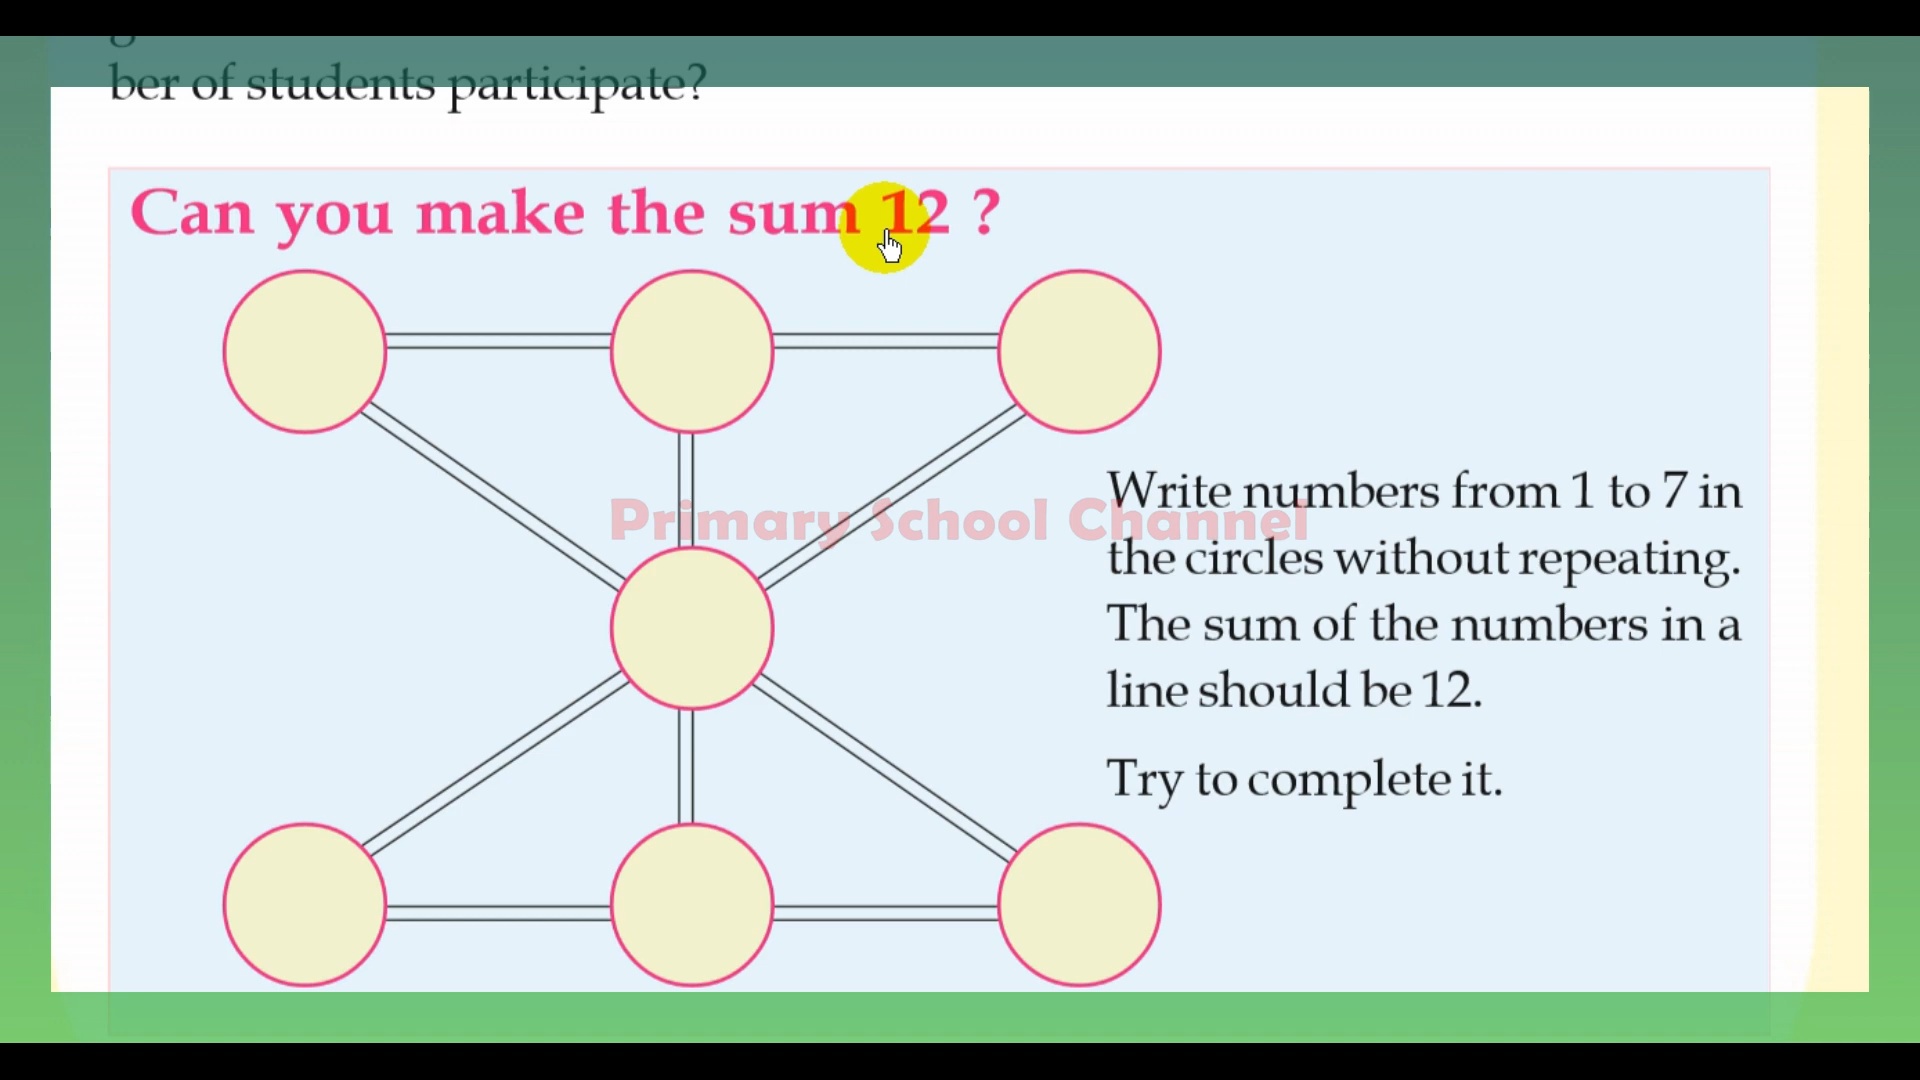 ber of students participate?
Can you make the sum 12 ?
Primary School Channel
Write numbers from 1 to 7 in
the circles without repeating.
The sum of the numbers in a
line should be 12.
Try to complete it.